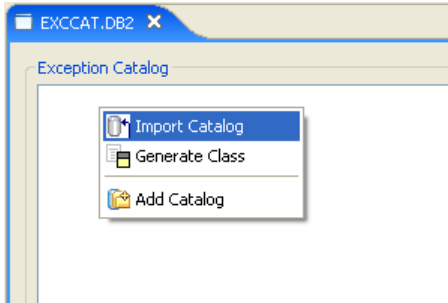 EXCCAT.DB2
Exception Catalog
Import Catalog
Generate Class
Add Catalog